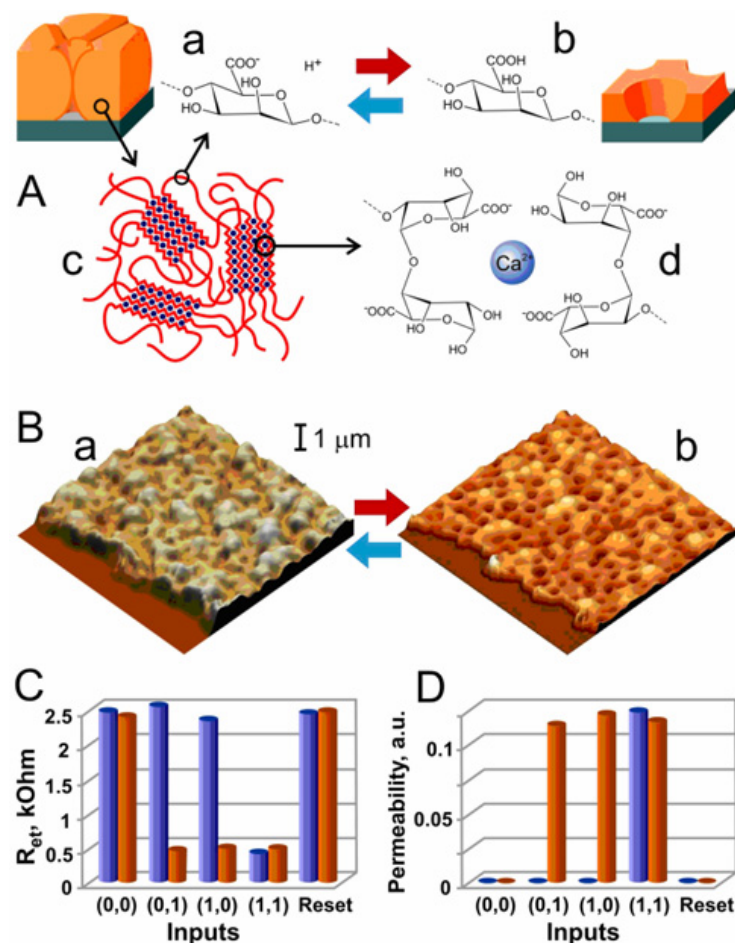 a
COO⁻
HO
O
HO
O
O
H⁺
b
COOH
HO
O
HO
O
O
A
c
OH
HO
O
COO⁻
O
HO
O
⁻OOC
OH
O
HO
HO
Ca²⁺
OH
HO
O
HO
COO⁻
O
HO
⁻OOC
O
OH
O
d
B
a
1 μm
b
C
R_et, kOhm
2.5
2
1.5
1
0.5
0
(0,0) (0,1) (1,0) (1,1) Reset
Inputs
D
Permeability, a.u.
0.1
0.05
0
(0,0) (0,1) (1,0) (1,1) Reset
Inputs